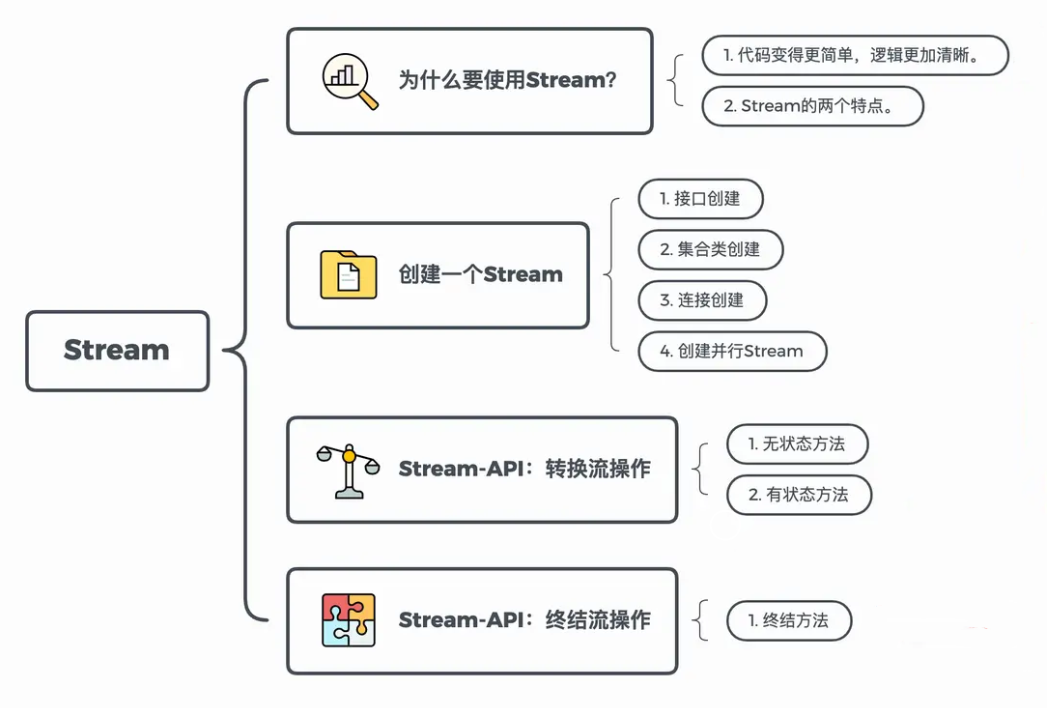 Stream
为什么要使用Stream?
1. 代码变得更简单，逻辑更加清晰。
2. Stream的两个特点。
创建一个Stream
1. 接口创建
2. 集合类创建
3. 连接创建
4. 创建并行Stream
Stream-API：转换流操作
1. 无状态方法
2. 有状态方法
Stream-API：终结流操作
1. 终结方法